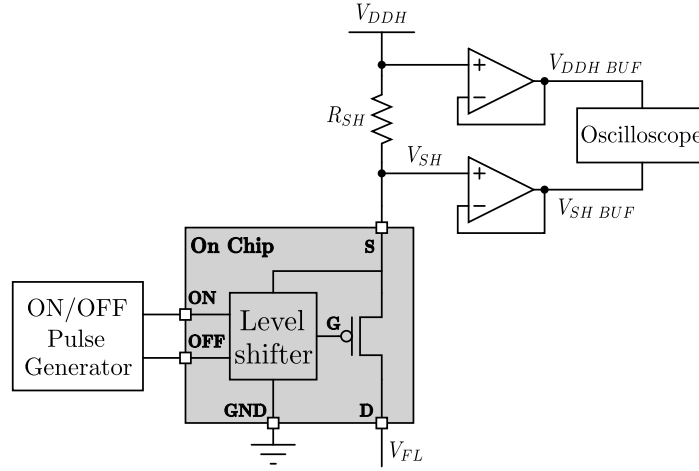 V_DDH
V_DDH BUF
+
−
R_SH
Oscilloscope
V_SH
+
−
V_SH BUF
On Chip
S
ON/OFF
Pulse
Generator
ON
OFF
Level
shifter
G
GND
D
V_FL